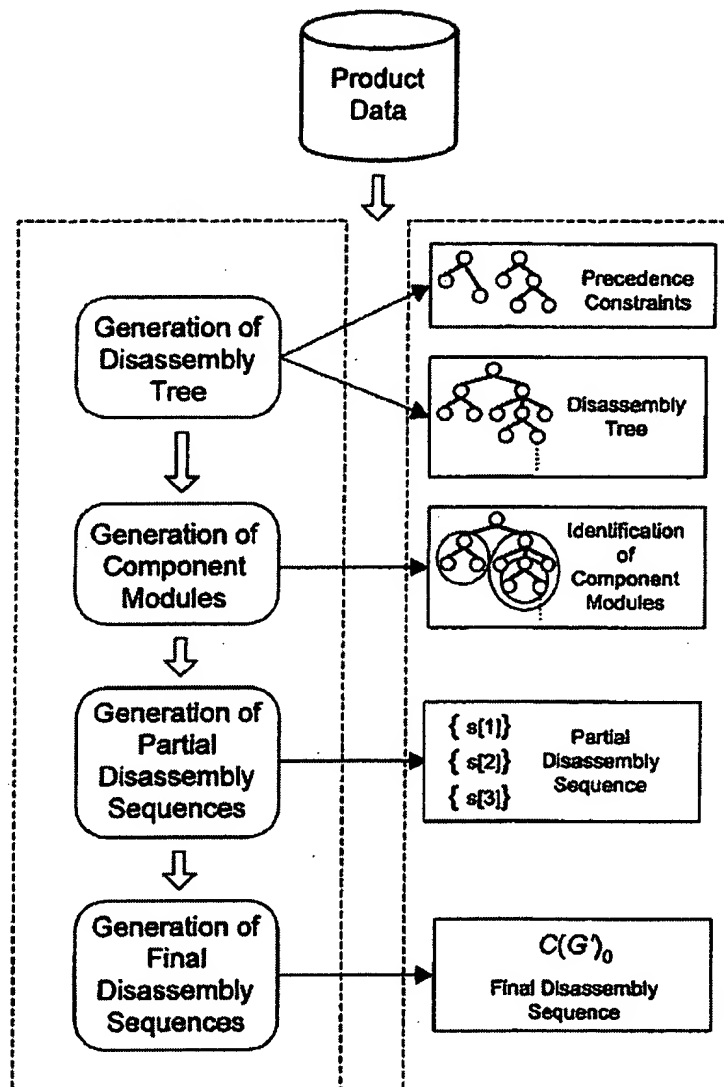 Product
Data
Generation of
Disassembly
Tree
Precedence
Constraints
Disassembly
Tree
Generation of
Component
Modules
Identification
of
Component
Modules
Generation of
Partial
Disassembly
Sequences
{ s[1]}
{ s[2]}
{ s[3]}
Partial
Disassembly
Sequence
Generation of
Final
Disassembly
Sequences
C(G')₀
Final Disassembly
Sequence